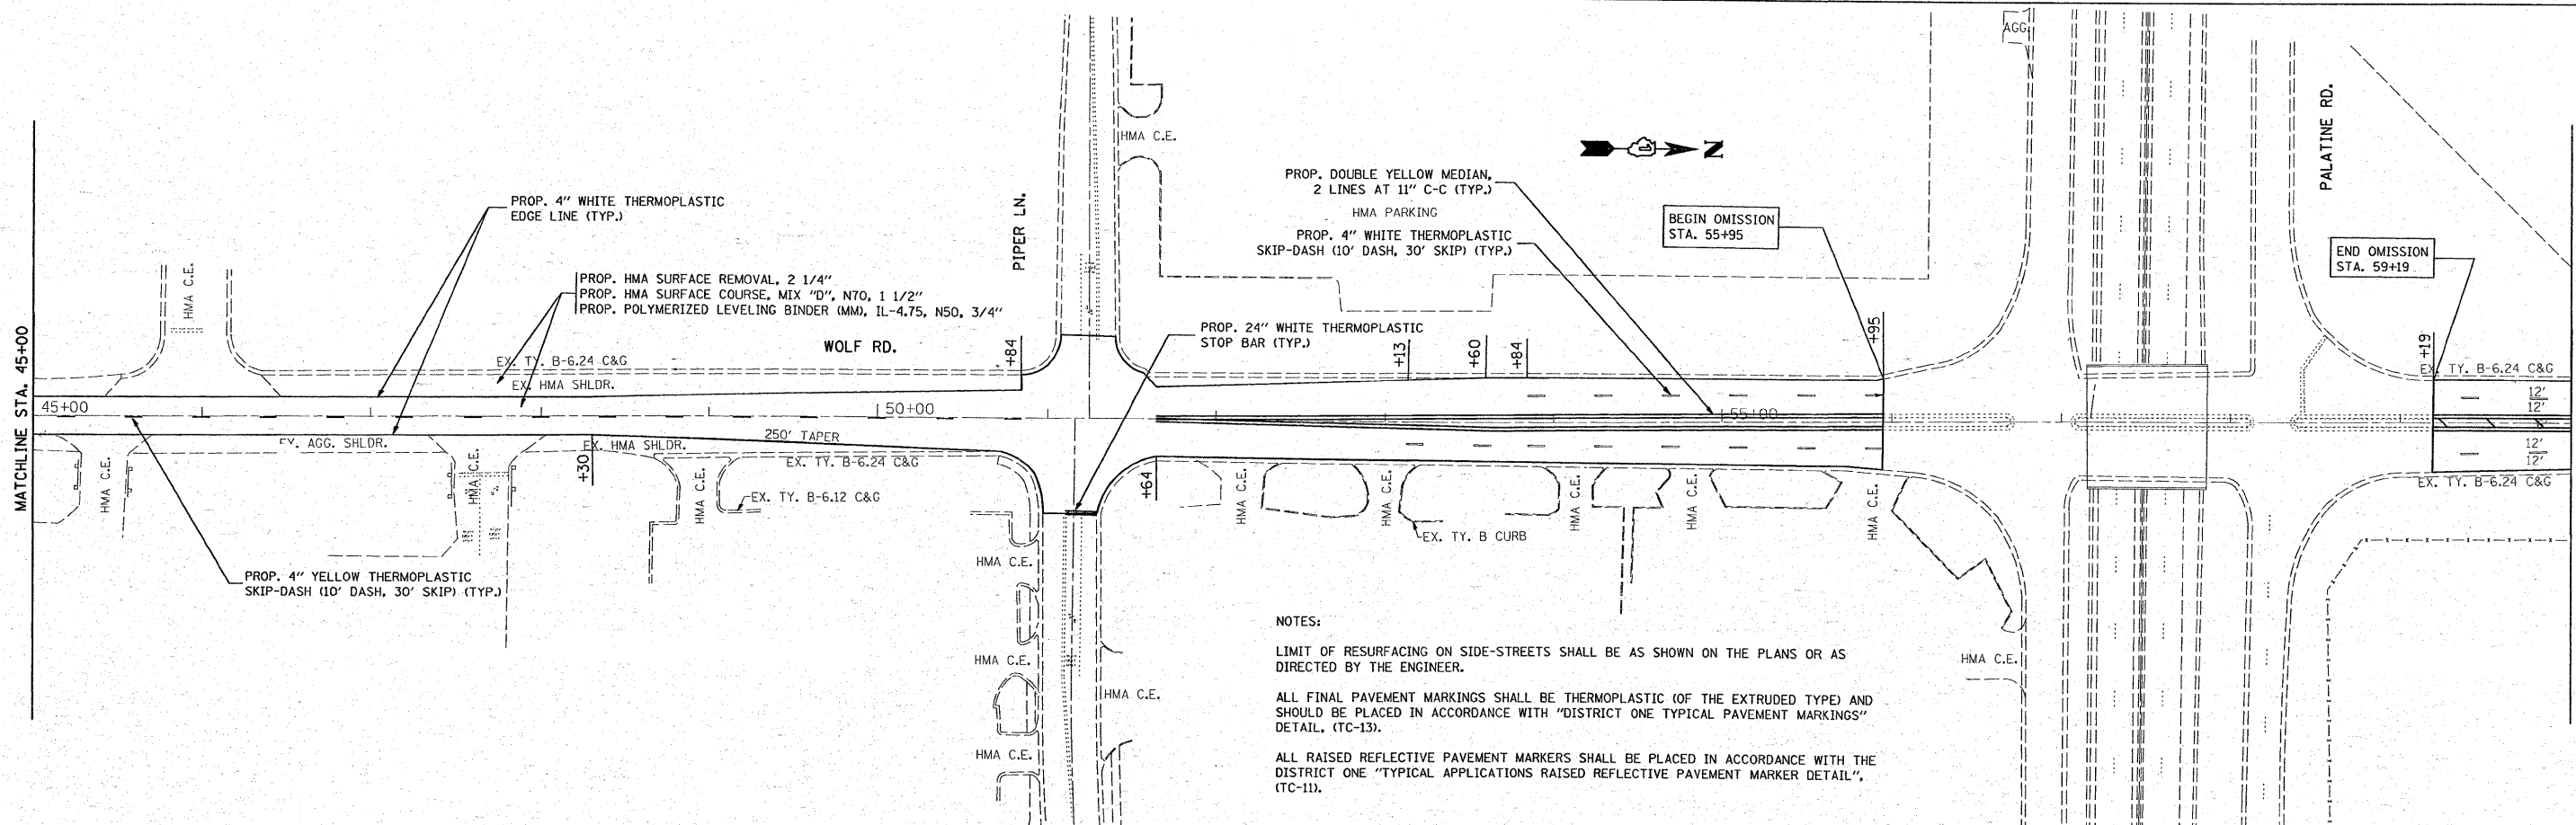 AGG.
PALATINE RD.
HMA C.E.
N
PROP. DOUBLE YELLOW MEDIAN,
2 LINES AT 11" C-C (TYP.)
HMA PARKING
PROP. 4" WHITE THERMOPLASTIC
SKIP-DASH (10' DASH, 30' SKIP) (TYP.)
BEGIN OMISSION
STA. 55+95
END OMISSION
STA. 59+19
PROP. 4" WHITE THERMOPLASTIC
EDGE LINE (TYP.)
PIPER LN.
HMA C.E.
PROP. HMA SURFACE REMOVAL, 2 1/4"
PROP. HMA SURFACE COURSE, MIX "D", N70, 1 1/2"
PROP. POLYMERIZED LEVELING BINDER (MM), IL-4.75, N50, 3/4"
PROP. 24" WHITE THERMOPLASTIC
STOP BAR (TYP.)
WOLF RD.
MATCHLINE STA. 45+00
EX. TY. B-6.24 C&G
EX. HMA SHLDR.
+84
+13
+60
+84
+95
+19
EX. TY. B-6.24 C&G
45+00
50+00
55+00
12'
12'
12'
12'
EX. AGG. SHLDR.
EX. HMA SHLDR.
250' TAPER
EX. TY. B-6.24 C&G
+30
+64
EX. TY. B-6.24 C&G
HMA C.E.
HMA C.E.
HMA C.E.
HMA C.E.
HMA C.E.
HMA C.E.
HMA C.E.
HMA C.E.
EX. TY. B-6.12 C&G
EX. TY. B CURB
PROP. 4" YELLOW THERMOPLASTIC
SKIP-DASH (10' DASH, 30' SKIP) (TYP.)
HMA C.E.
HMA C.E.
HMA C.E.
HMA C.E.
HMA C.E.
NOTES:
LIMIT OF RESURFACING ON SIDE-STREETS SHALL BE AS SHOWN ON THE PLANS OR AS
DIRECTED BY THE ENGINEER.
ALL FINAL PAVEMENT MARKINGS SHALL BE THERMOPLASTIC (OF THE EXTRUDED TYPE) AND
SHOULD BE PLACED IN ACCORDANCE WITH "DISTRICT ONE TYPICAL PAVEMENT MARKINGS"
DETAIL, (TC-13).
ALL RAISED REFLECTIVE PAVEMENT MARKERS SHALL BE PLACED IN ACCORDANCE WITH THE
DISTRICT ONE "TYPICAL APPLICATIONS RAISED REFLECTIVE PAVEMENT MARKER DETAIL",
(TC-11).